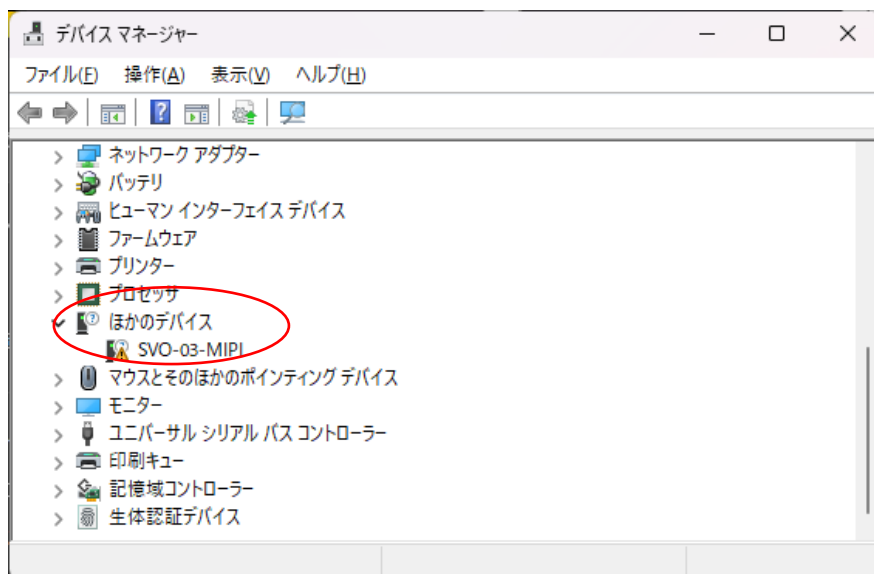 デバイス マネージャー
ファイル(F) 操作(A) 表示(V) ヘルプ(H)
ネットワーク アダプター
バッテリ
ヒューマン インターフェイス デバイス
ファームウェア
プリンター
プロセッサ
ほかのデバイス
SVO-03-MIPI
マウスとそのほかのポインティング デバイス
モニター
ユニバーサル シリアル バス コントローラー
印刷キュー
記憶域コントローラー
生体認証デバイス